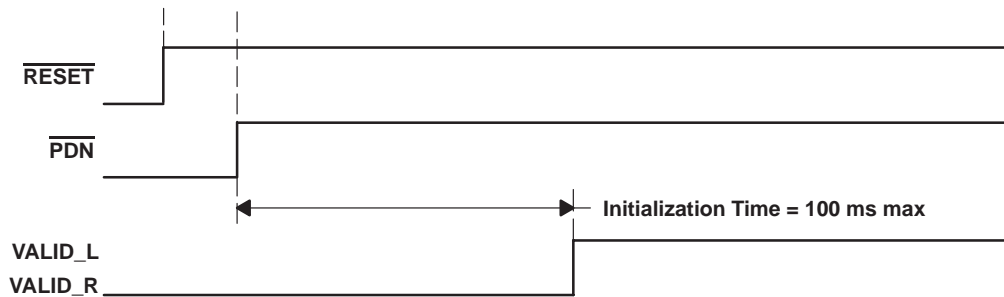 RESET
PDN
Initialization Time = 100 ms max
VALID_L
VALID_R